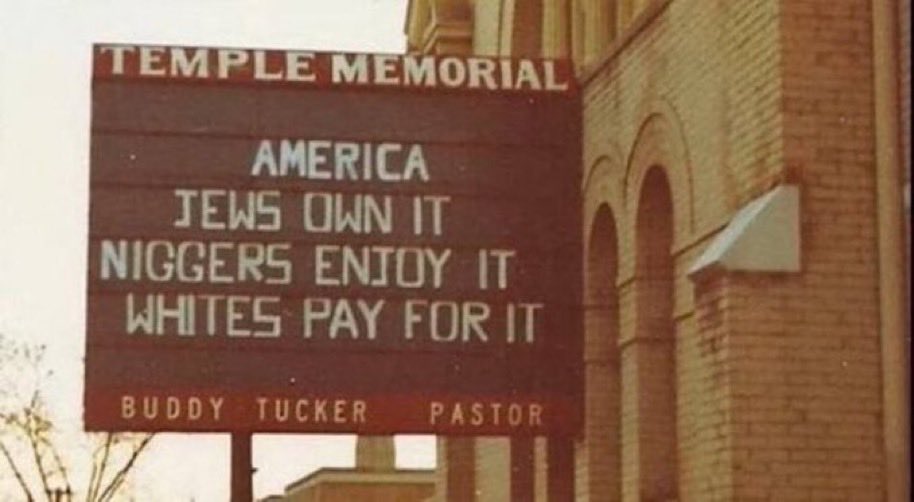 TEMPLE MEMORIAL
AMERICA
JEWS OWN IT
NIGGERS ENJOY IT
WHITES PAY FOR IT
BUDDY TUCKER PASTOR